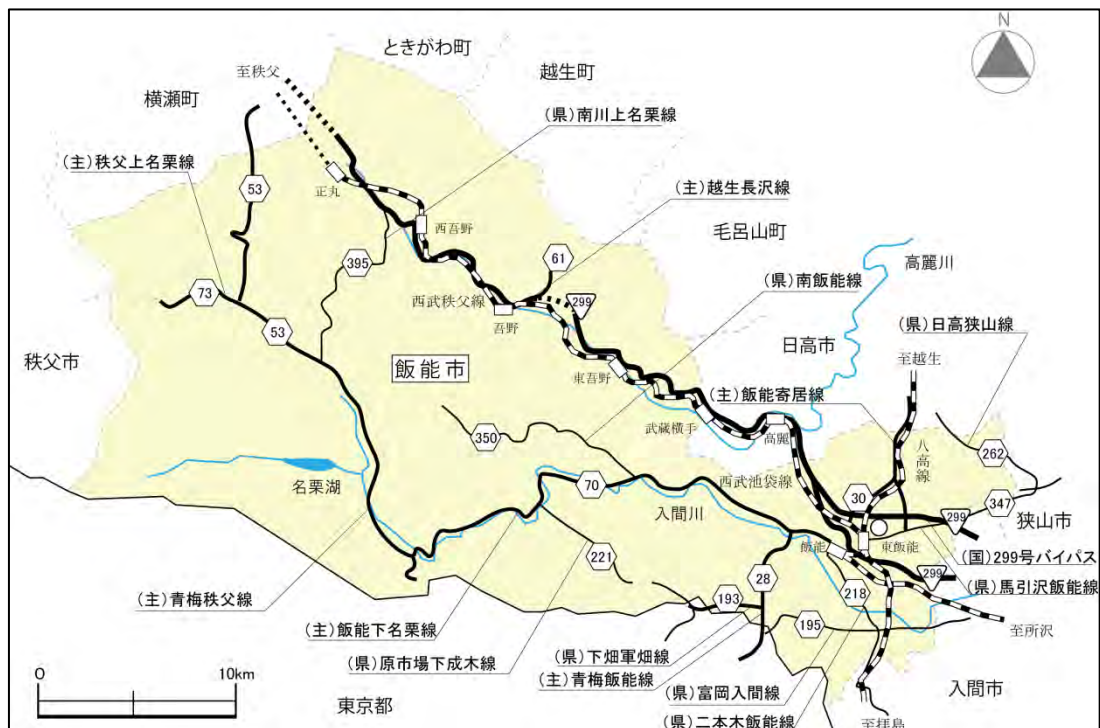 ときがわ町
N
至秩父
越生町
横瀬町
(県)南川上名栗線
(主)秩父上名栗線
53
正丸
(主)越生長沢線
西吾野
毛呂山町
61
395
高麗川
(県)南飯能線
73
西武秩父線
299
吾野
53
日高市
(県)日高狭山線
秩父市
飯能市
至越生
東吾野
(主)飯能寄居線
武蔵横手
高麗
350
八高線
262
名栗湖
70
西武池袋線
入間川
30
347
299
狭山市
飯能
東飯能
(国)299号バイパス
221
28
299
(県)馬引沢飯能線
(主)青梅秩父線
193
218
(主)飯能下名栗線
195
至所沢
(県)原市場下成木線
(県)下畑軍畑線
0
10km
(主)青梅飯能線
(県)富岡入間線
入間市
東京都
(県)二本木飯能線
至拝島